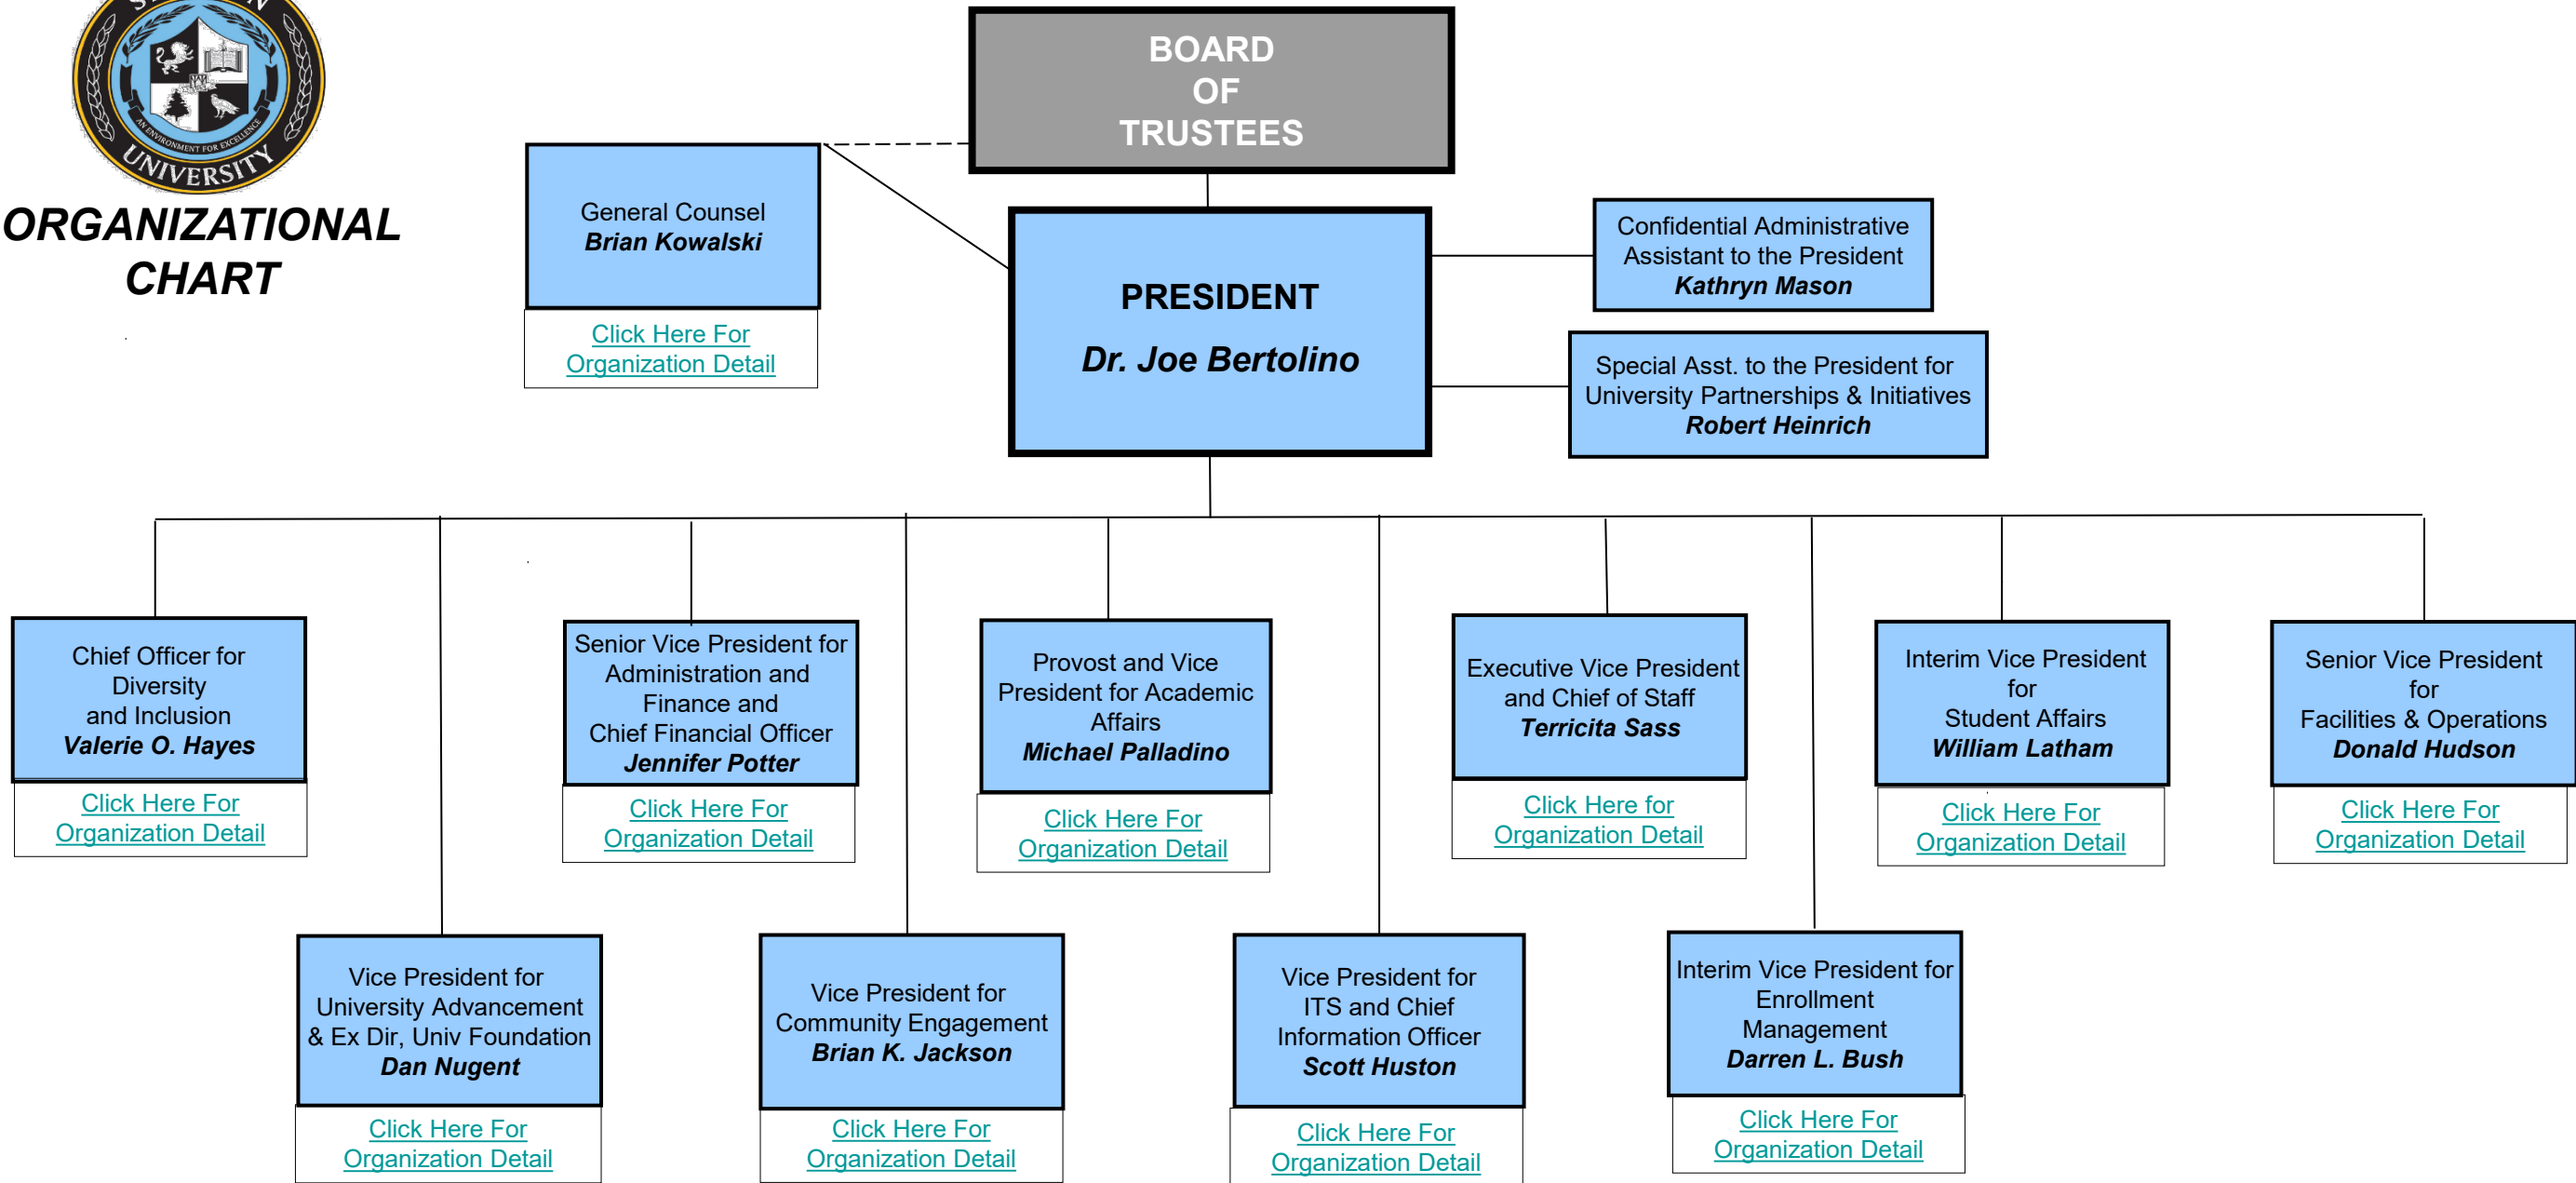 UNIVERSITY
AN ENVIRONMENT FOR EXCELLENCE
ORGANIZATIONAL
CHART
BOARD
OF
TRUSTEES
General Counsel
Brian Kowalski
Click Here For
Organization Detail
PRESIDENT
Dr. Joe Bertolino
Confidential Administrative
Assistant to the President
Kathryn Mason
Special Asst. to the President for
University Partnerships & Initiatives
Robert Heinrich
Chief Officer for
Diversity
and Inclusion
Valerie O. Hayes
Click Here For
Organization Detail
Senior Vice President for
Administration and
Finance and
Chief Financial Officer
Jennifer Potter
Click Here For
Organization Detail
Provost and Vice
President for Academic
Affairs
Michael Palladino
Click Here For
Organization Detail
Executive Vice President
and Chief of Staff
Terricita Sass
Click Here for
Organization Detail
Interim Vice President
for
Student Affairs
William Latham
Click Here For
Organization Detail
Senior Vice President
for
Facilities & Operations
Donald Hudson
Click Here For
Organization Detail
Vice President for
University Advancement
& Ex Dir, Univ Foundation
Dan Nugent
Click Here For
Organization Detail
Vice President for
Community Engagement
Brian K. Jackson
Click Here For
Organization Detail
Vice President for
ITS and Chief
Information Officer
Scott Huston
Click Here For
Organization Detail
Interim Vice President for
Enrollment
Management
Darren L. Bush
Click Here For
Organization Detail